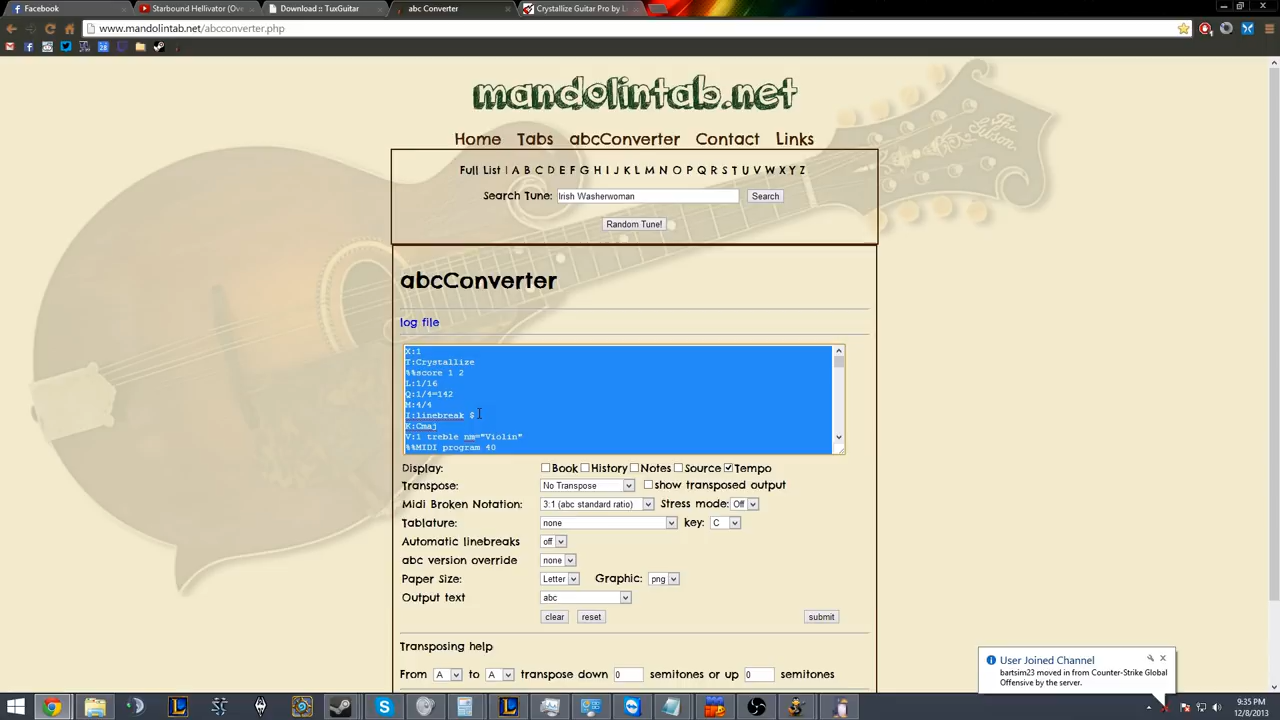 Facebook
Starbound Hellivator (Ove
Download :: TuxGuitar
abc Converter
Crystallize Guitar Pro by L
www.mandolintab.net/abcconverter.php
mandolintab.net
Home Tabs abcConverter Contact Links
Full List | A B C D E F G H I J K L M N O P Q R S T U V W X Y Z
Search Tune: Irish Washerwoman Search
Random Tune!
abcConverter
log file
X:1
T:Crystallize
%%score 1 2
L:1/16
Q:1/4=142
M:4/4
I:linebreak $
K:Cmaj
V:1 treble nm="Violin"
%%MIDI program 40
Display: Book History Notes Source Tempo
Transpose: No Transpose show transposed output
Midi Broken Notation: 3:1 (abc standard ratio) Stress mode: Off
Tablature: none key: C
Automatic linebreaks off
abc version override none
Paper Size: Letter Graphic: png
Output text abc
clear reset submit
Transposing help
From A to A transpose down 0 semitones or up 0 semitones
User Joined Channel
bartsim23 moved in from Counter-Strike Global
Offensive by the server.
9:35 PM
12/8/2013